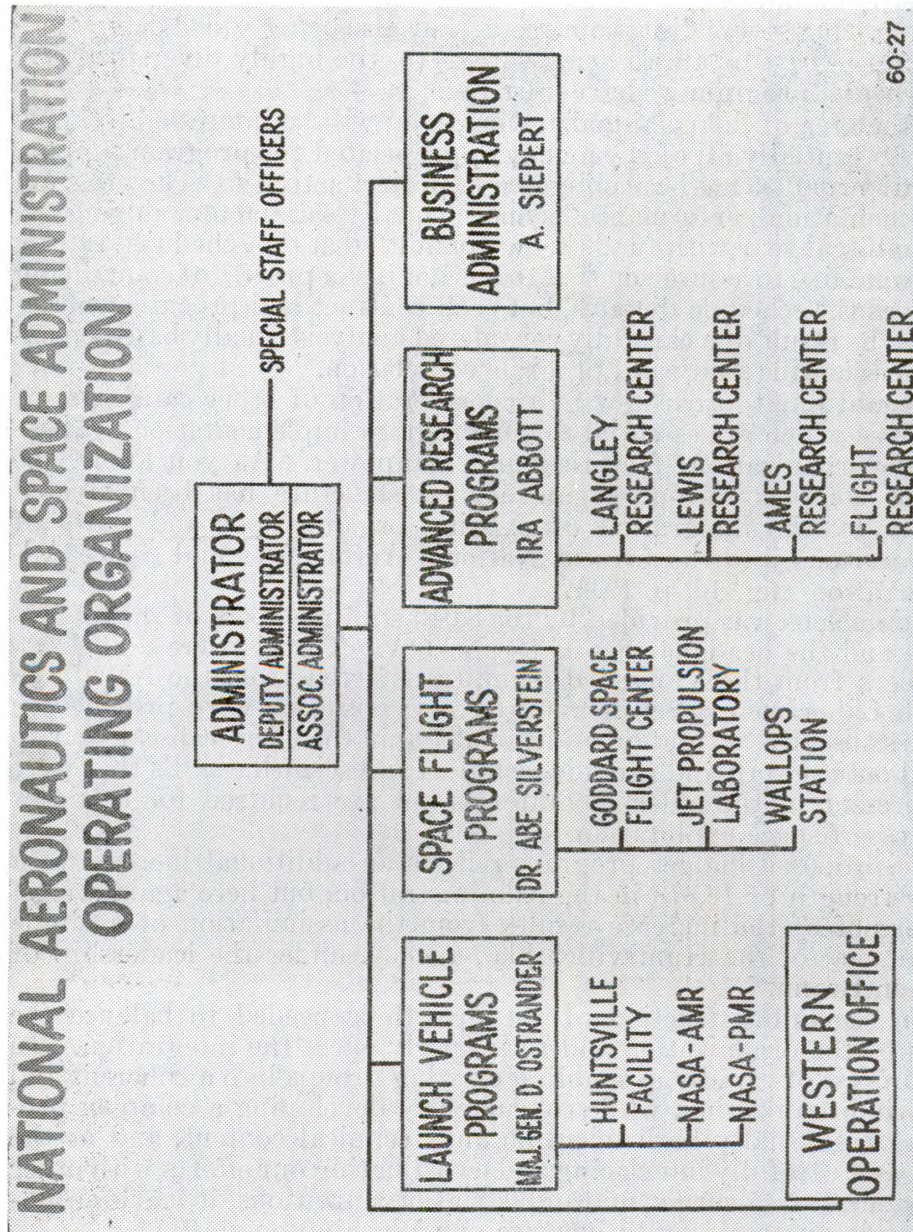 NATIONAL AERONAUTICS AND SPACE ADMINISTRATION
OPERATING ORGANIZATION
ADMINISTRATOR
DEPUTY ADMINISTRATOR
ASSOC. ADMINISTRATOR
SPECIAL STAFF OFFICERS
LAUNCH VEHICLE
PROGRAMS
MAJ. GEN. D. OSTRANDER
HUNTSVILLE
FACILITY
NASA-AMR
NASA-PMR
SPACE FLIGHT
PROGRAMS
DR. ABE SILVERSTEIN
GODDARD SPACE
FLIGHT CENTER
JET PROPULSION
LABORATORY
WALLOPS
STATION
ADVANCED RESEARCH
PROGRAMS
IRA ABBOTT
LANGLEY
RESEARCH CENTER
LEWIS
RESEARCH CENTER
AMES
RESEARCH CENTER
FLIGHT
RESEARCH CENTER
BUSINESS
ADMINISTRATION
A. SIEPERT
WESTERN
OPERATION OFFICE
60-27